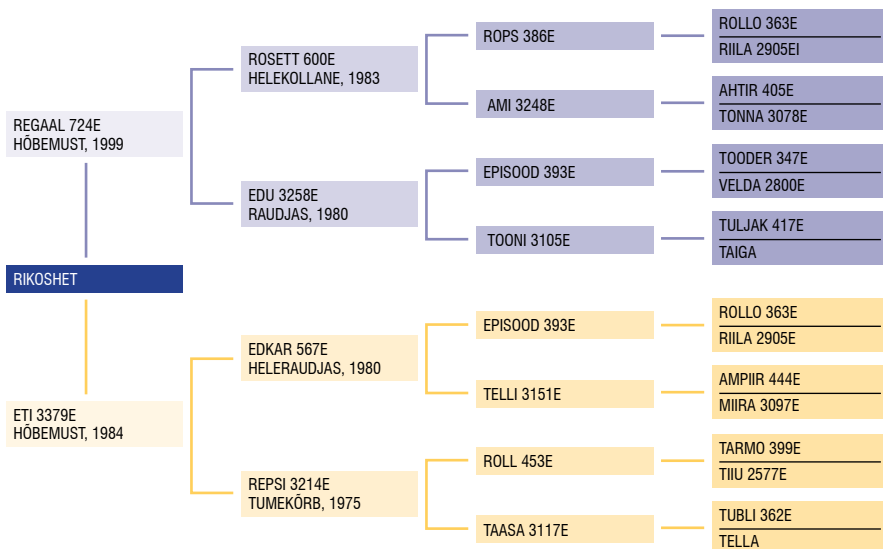 REGAAL 724E
HÕBEMUST, 1999
RIKOSHET
ETI 3379E
HÕBEMUST, 1984
ROSETT 600E
HELEKOLLANE, 1983
EDU 3258E
RAUDJAS, 1980
EDKAR 567E
HELERAUDJAS, 1980
REPSI 3214E
TUMEKÕRB, 1975
ROPS 386E
AMI 3248E
EPISOOD 393E
TOONI 3105E
EPISOOD 393E
TELLI 3151E
ROLL 453E
TAASA 3117E
ROLLO 363E
RIILA 2905EI
AHTIR 405E
TONNA 3078E
TOODER 347E
VELDA 2800E
TULJAK 417E
TAIGA
ROLLO 363E
RIILA 2905E
AMPIIR 444E
MIIRA 3097E
TARMO 399E
TIIU 2577E
TUBLI 362E
TELLA